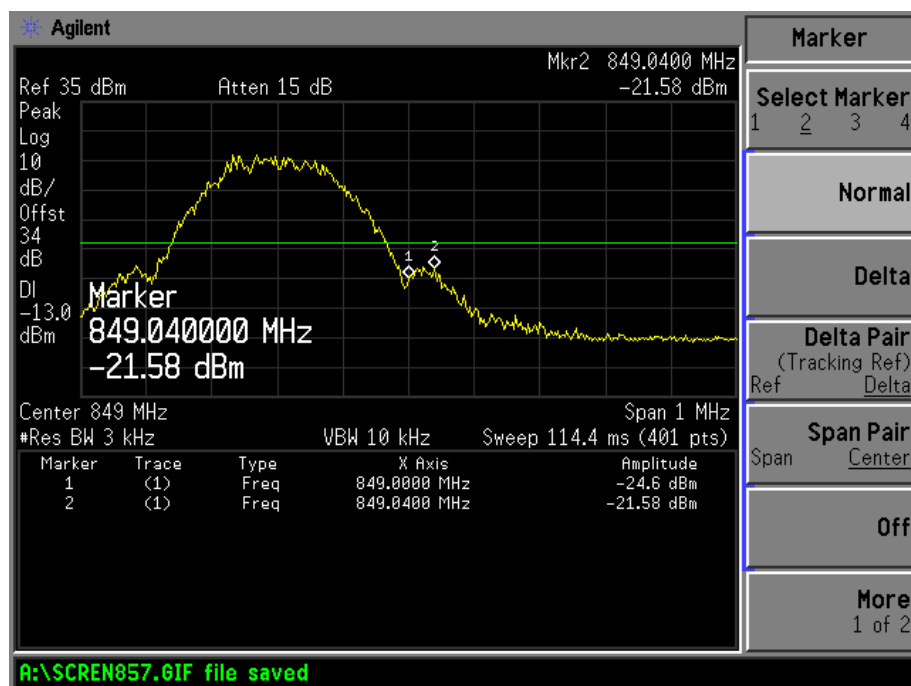 Agilent
Marker
Mkr2 849.0400 MHz
Ref 35 dBm Atten 15 dB -21.58 dBm
Peak
Log
10
dB/
Offst
34
dB
DI
-13.0
dBm
1
2
Marker
849.040000 MHz
-21.58 dBm
Center 849 MHz Span 1 MHz
#Res BW 3 kHz VBW 10 kHz Sweep 114.4 ms (401 pts)
Marker Trace Type X Axis Amplitude
1 (1) Freq 849.0000 MHz -24.6 dBm
2 (1) Freq 849.0400 MHz -21.58 dBm
Select Marker
1 2 3 4
Normal
Delta
Delta Pair
(Tracking Ref)
Ref Delta
Span Pair
Span Center
Off
More
1 of 2
A:\SCREN857.GIF file saved